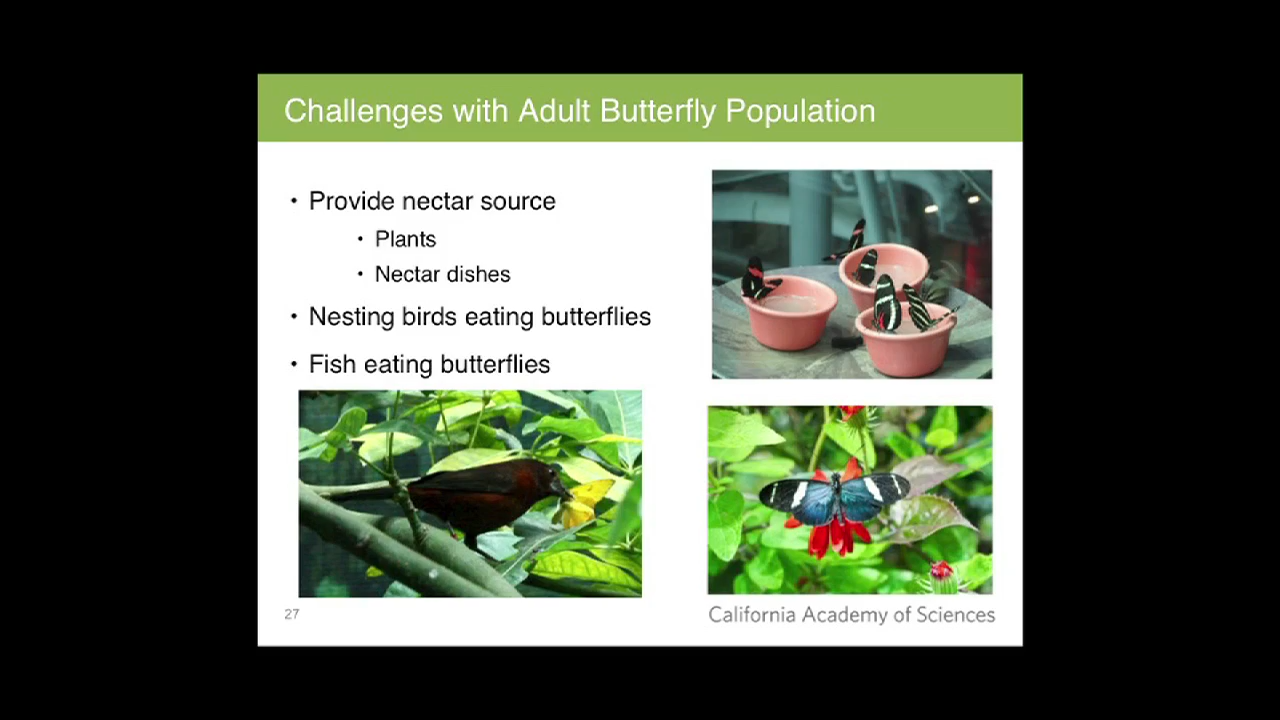 Challenges with Adult Butterfly Population
• Provide nectar source
• Plants
• Nectar dishes
• Nesting birds eating butterflies
• Fish eating butterflies
27
California Academy of Sciences